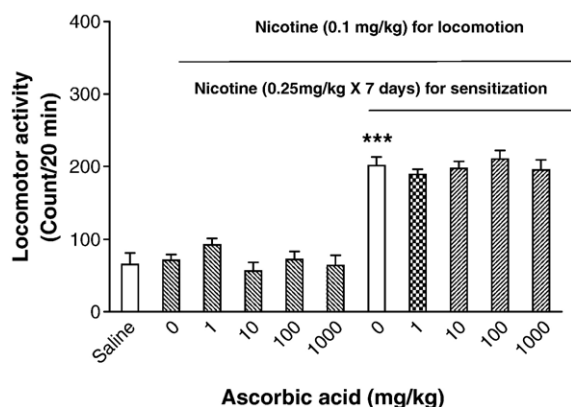 400
300
200
100
0
Locomotor activity
(Count/20 min)
Nicotine (0.1 mg/kg) for locomotion
Nicotine (0.25mg/kg X 7 days) for sensitization
***
Saline
0
1
10
100
1000
0
1
10
100
1000
Ascorbic acid (mg/kg)